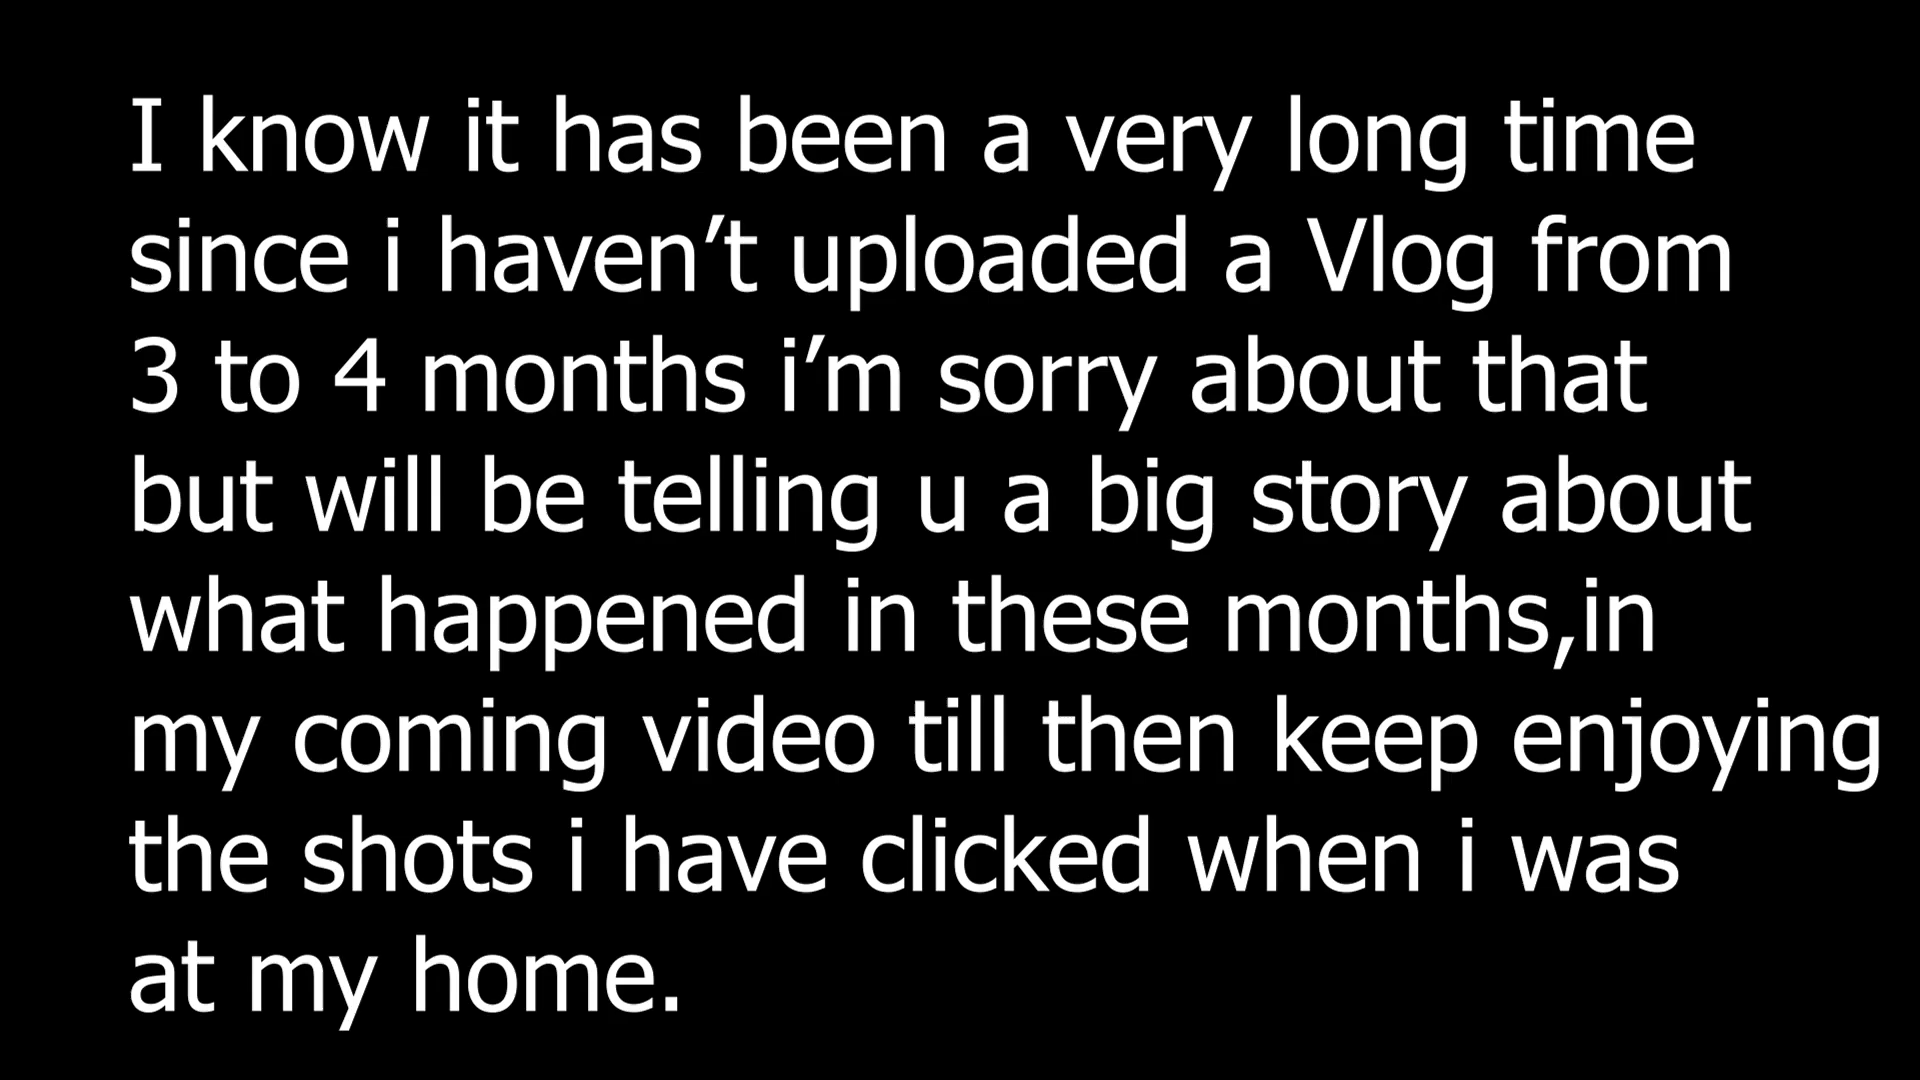 I know it has been a very long time
since i haven’t uploaded a Vlog from
3 to 4 months i’m sorry about that
but will be telling u a big story about
what happened in these months,in
my coming video till then keep enjoying
the shots i have clicked when i was
at my home.